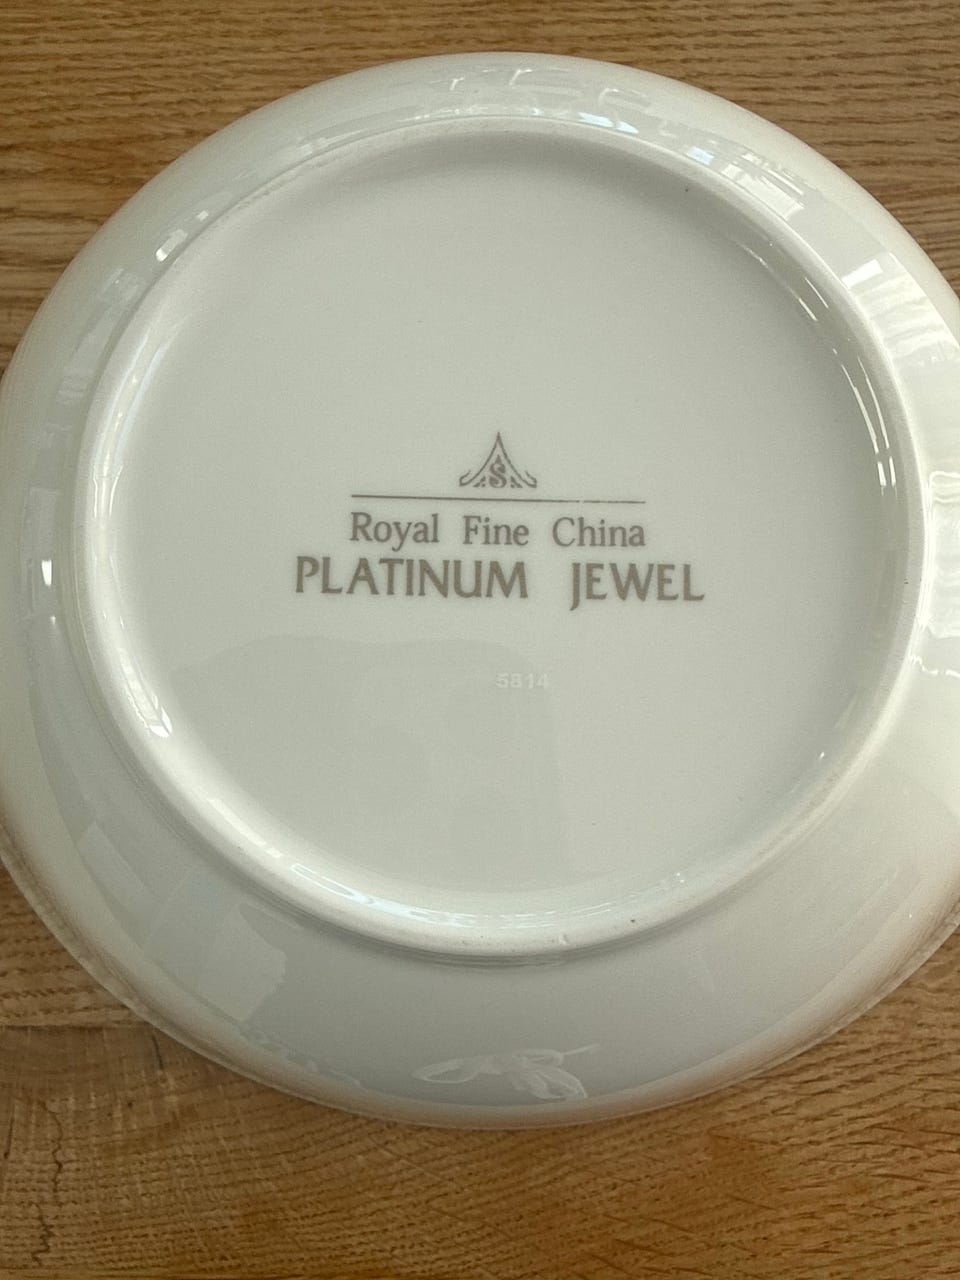 S
Royal Fine China
PLATINUM JEWEL
5814